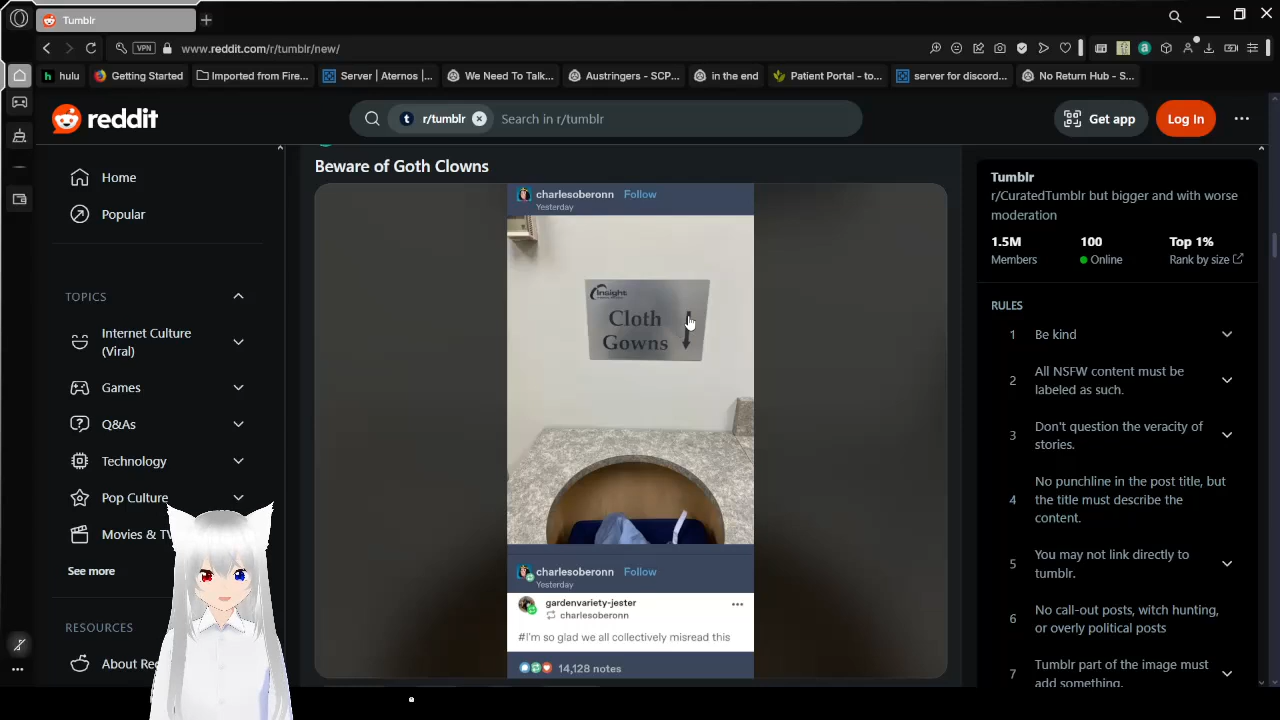 Tumblr
VPN
www.reddit.com/r/tumblr/new/
hulu
Getting Started
Imported from Fire...
Server | Aternos |...
We Need To Talk...
Austringers - SCP...
in the end
Patient Portal - to...
server for discord...
No Return Hub - S...
reddit
r/tumblr
Search in r/tumblr
Get app
Log In
Home
Popular
TOPICS
Internet Culture
(Viral)
Games
Q&As
Technology
Pop Culture
Movies & TV
See more
RESOURCES
About Red
Beware of Goth Clowns
charlesoberonn Follow
Yesterday
Insight
Cloth
Gowns
charlesoberonn Follow
Yesterday
gardenvariety-jester
charlesoberonn
#I'm so glad we all collectively misread this
14,128 notes
Tumblr
r/CuratedTumblr but bigger and with worse
moderation
1.5M 100 Top 1%
Members Online Rank by size
RULES
1 Be kind
2 All NSFW content must be
labeled as such.
3 Don't question the veracity of
stories.
4 No punchline in the post title, but
the title must describe the
content.
5 You may not link directly to
tumblr.
6 No call-out posts, witch hunting,
or overly political posts
7 Tumblr part of the image must
add something.